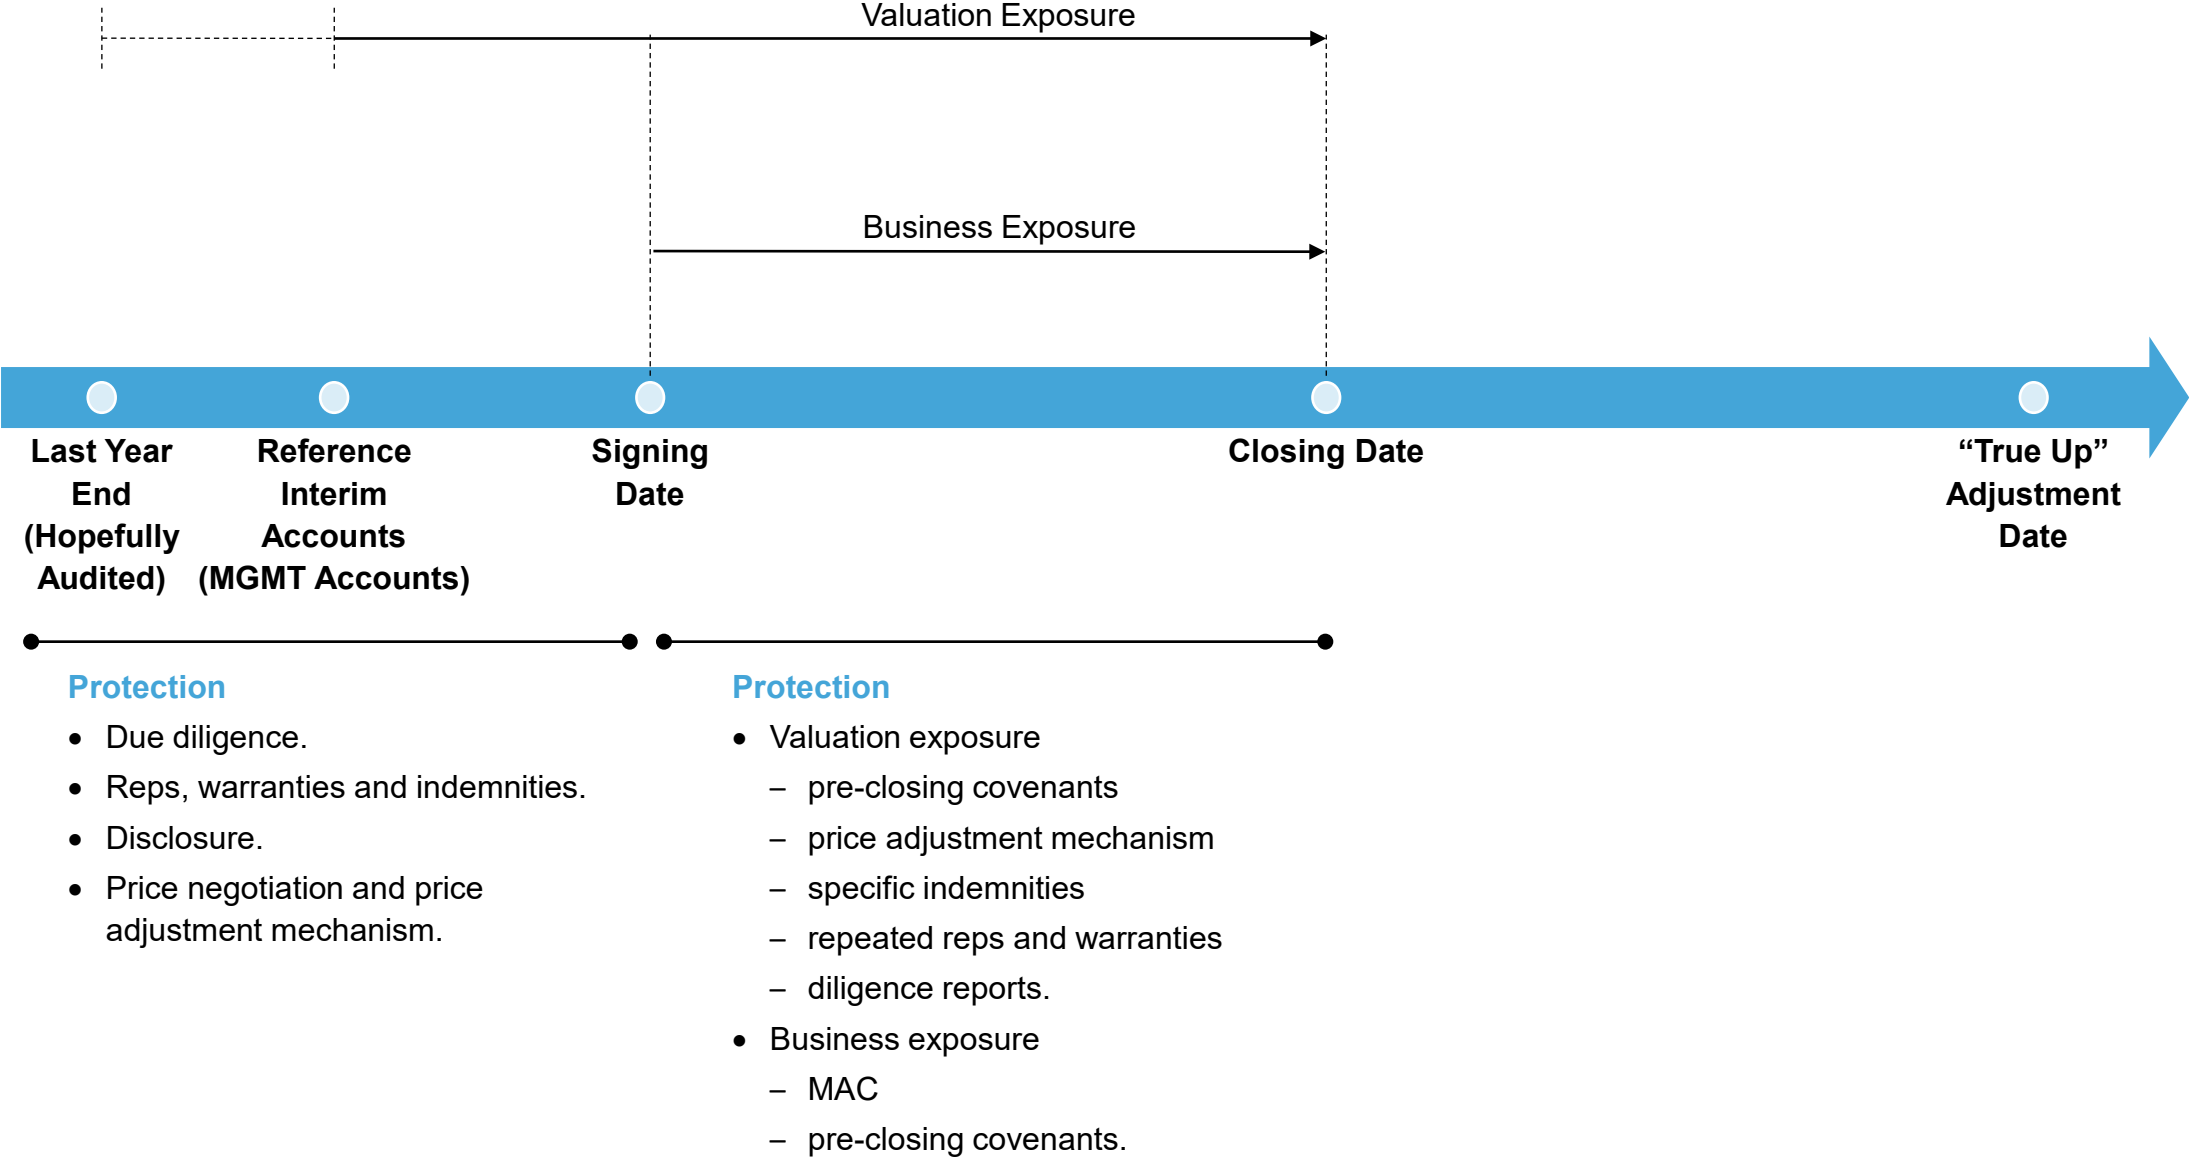 Valuation Exposure
Business Exposure
Last Year
End
(Hopefully
Audited)
Reference
Interim
Accounts
(MGMT Accounts)
Signing
Date
Closing Date
“True Up”
Adjustment
Date
Protection
• Due diligence.
• Reps, warranties and indemnities.
• Disclosure.
• Price negotiation and price
adjustment mechanism.
Protection
• Valuation exposure
– pre-closing covenants
– price adjustment mechanism
– specific indemnities
– repeated reps and warranties
– diligence reports.
• Business exposure
– MAC
– pre-closing covenants.